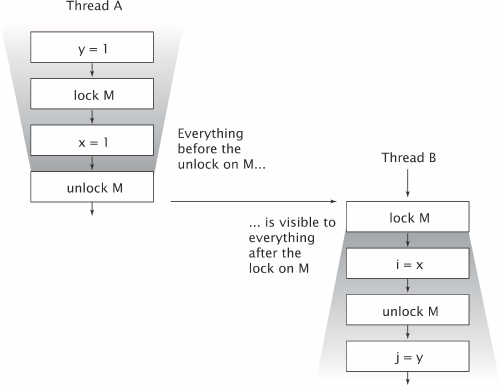 Thread A
y = 1
lock M
x = 1
unlock M
Everything
before the
unlock on M...
Thread B
lock M
... is visible to
everything
after the
lock on M
i = x
unlock M
j = y